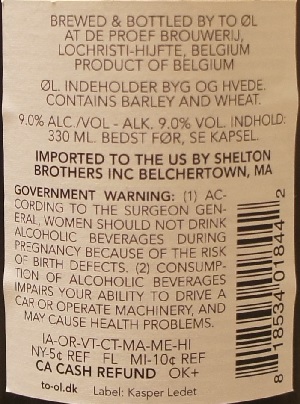 BREWED & BOTTLED BY TO ØL
AT DE PROEF BROUWERIJ,
LOCHRISTI-HIJFTE, BELGIUM
PRODUCT OF BELGIUM
ØL. INDEHOLDER BYG OG HVEDE.
CONTAINS BARLEY AND WHEAT.
9.0% ALC./VOL - ALK. 9.0% VOL. INDHOLD:
330 ML. BEDST FØR, SE KAPSEL.
IMPORTED TO THE US BY SHELTON
BROTHERS INC BELCHERTOWN, MA
GOVERNMENT WARNING: (1) AC-
CORDING TO THE SURGEON GEN-
ERAL, WOMEN SHOULD NOT DRINK
ALCOHOLIC BEVERAGES DURING
PREGNANCY BECAUSE OF THE RISK
OF BIRTH DEFECTS. (2) CONSUMP-
TION OF ALCOHOLIC BEVERAGES
IMPAIRS YOUR ABILITY TO DRIVE A
CAR OR OPERATE MACHINERY, AND
MAY CAUSE HEALTH PROBLEMS.
IA-OR-VT-CT-MA-ME-HI
NY-5¢ REF FL MI-10¢ REF
CA CASH REFUND OK+
to-ol.dk Label: Kasper Ledet
8 18534 01844 2